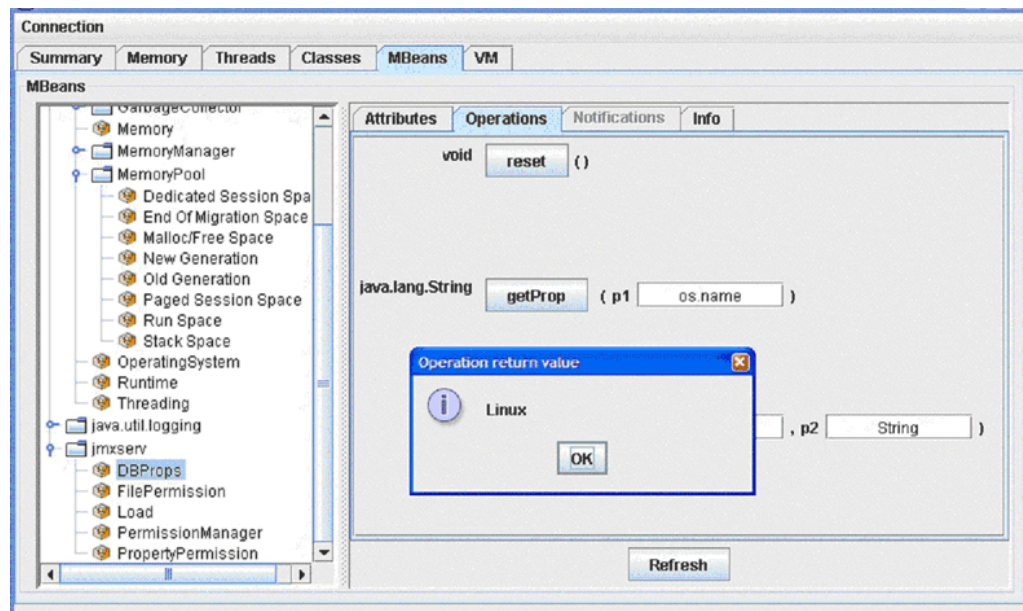 Connection
Summary Memory Threads Classes MBeans VM
MBeans
GarbageCollector
Memory
MemoryManager
MemoryPool
Dedicated Session Spa
End Of Migration Space
Malloc/Free Space
New Generation
Old Generation
Paged Session Space
Run Space
Stack Space
OperatingSystem
Runtime
Threading
java.util.logging
jmxserv
DBProps
FilePermission
Load
PermissionManager
PropertyPermission
Attributes Operations Notifications Info
void reset ( )
java.lang.String getProp ( p1 os.name )
Operation return value
Linux
OK
, p2 String )
Refresh